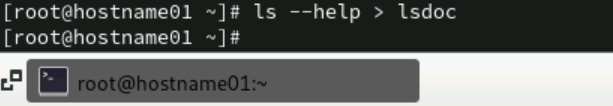 [root@hostname01 ~]# ls --help > lsdoc
[root@hostname01 ~]#
root@hostname01:~